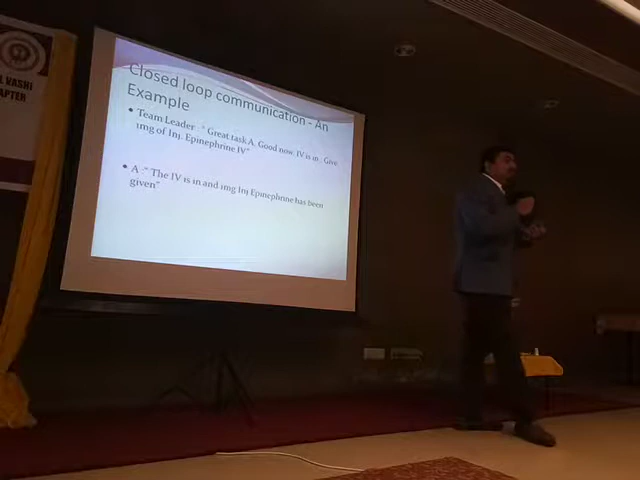 VASHI
Closed loop communication - An
Example
• Team Leader : " Great task A. Good now, IV is in . Give
1mg of Inj. Epinephrine IV"
• A :" The IV is in and 1mg Inj Epinephrine has been
given"